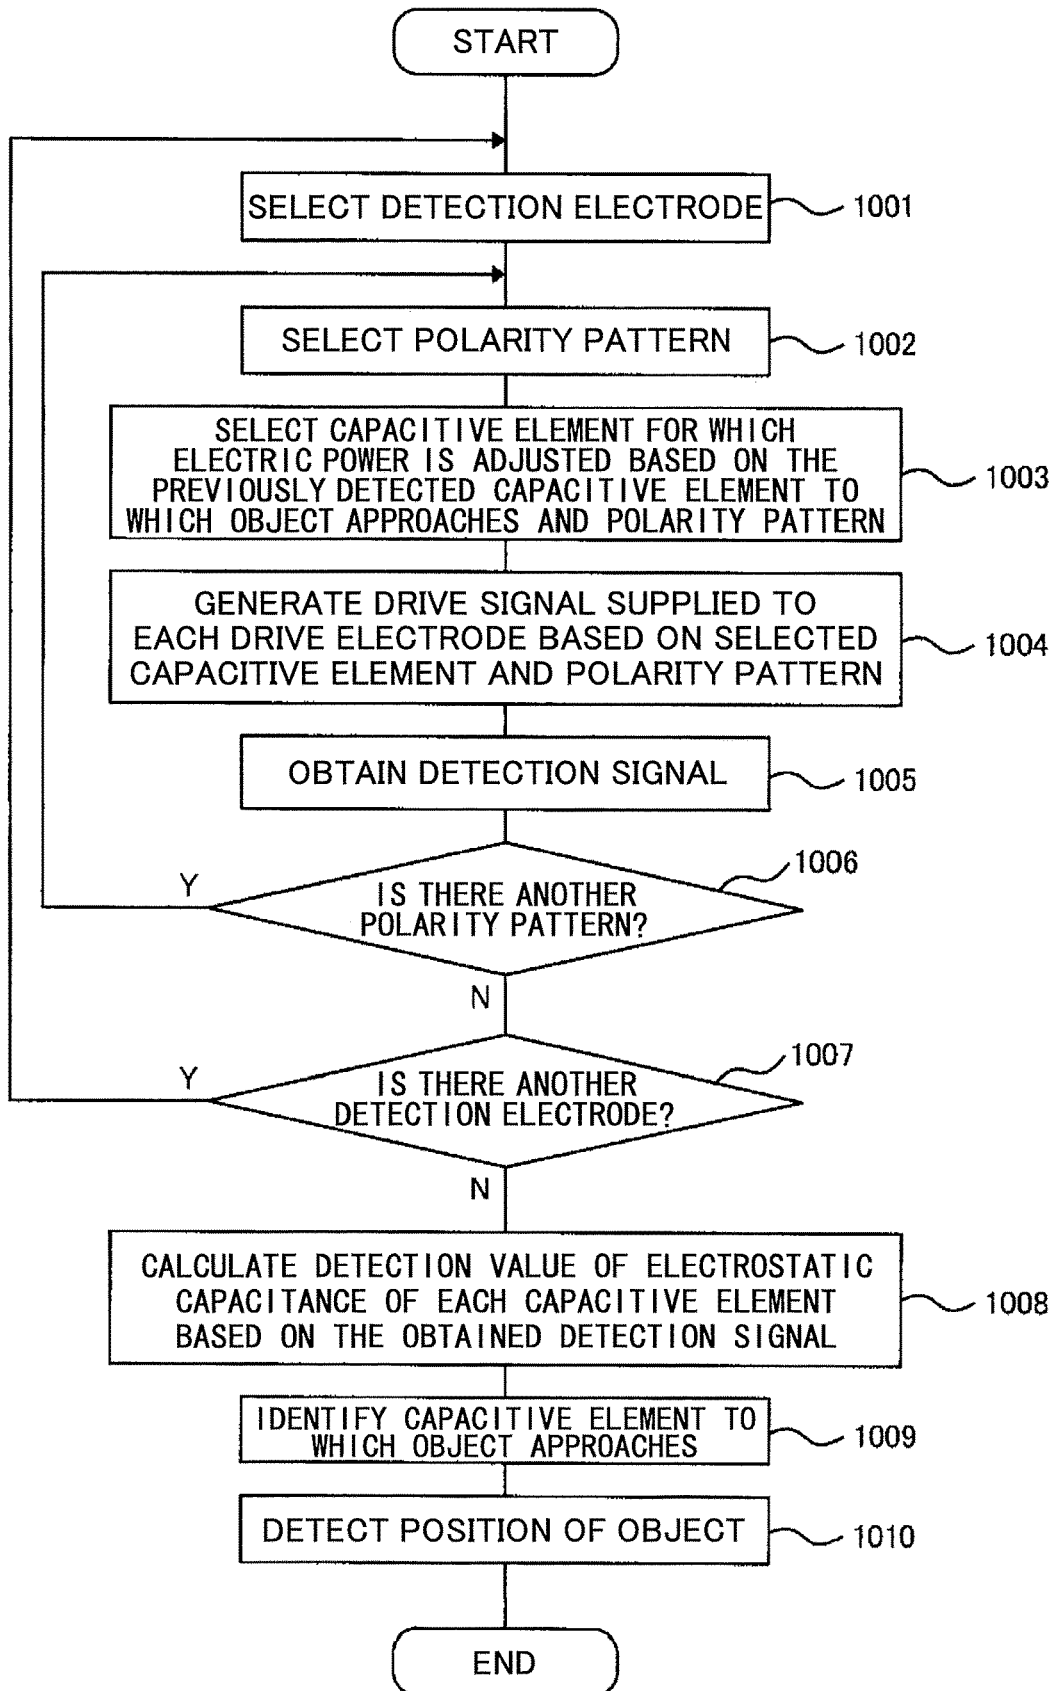 START
SELECT DETECTION ELECTRODE
1001
SELECT POLARITY PATTERN
1002
SELECT CAPACITIVE ELEMENT FOR WHICH
ELECTRIC POWER IS ADJUSTED BASED ON THE
PREVIOUSLY DETECTED CAPACITIVE ELEMENT TO
WHICH OBJECT APPROACHES AND POLARITY PATTERN
1003
GENERATE DRIVE SIGNAL SUPPLIED TO
EACH DRIVE ELECTRODE BASED ON SELECTED
CAPACITIVE ELEMENT AND POLARITY PATTERN
1004
OBTAIN DETECTION SIGNAL
1005
1006
Y
IS THERE ANOTHER
POLARITY PATTERN?
N
1007
Y
IS THERE ANOTHER
DETECTION ELECTRODE?
N
CALCULATE DETECTION VALUE OF ELECTROSTATIC
CAPACITANCE OF EACH CAPACITIVE ELEMENT
BASED ON THE OBTAINED DETECTION SIGNAL
1008
IDENTIFY CAPACITIVE ELEMENT TO
WHICH OBJECT APPROACHES
1009
DETECT POSITION OF OBJECT
1010
END